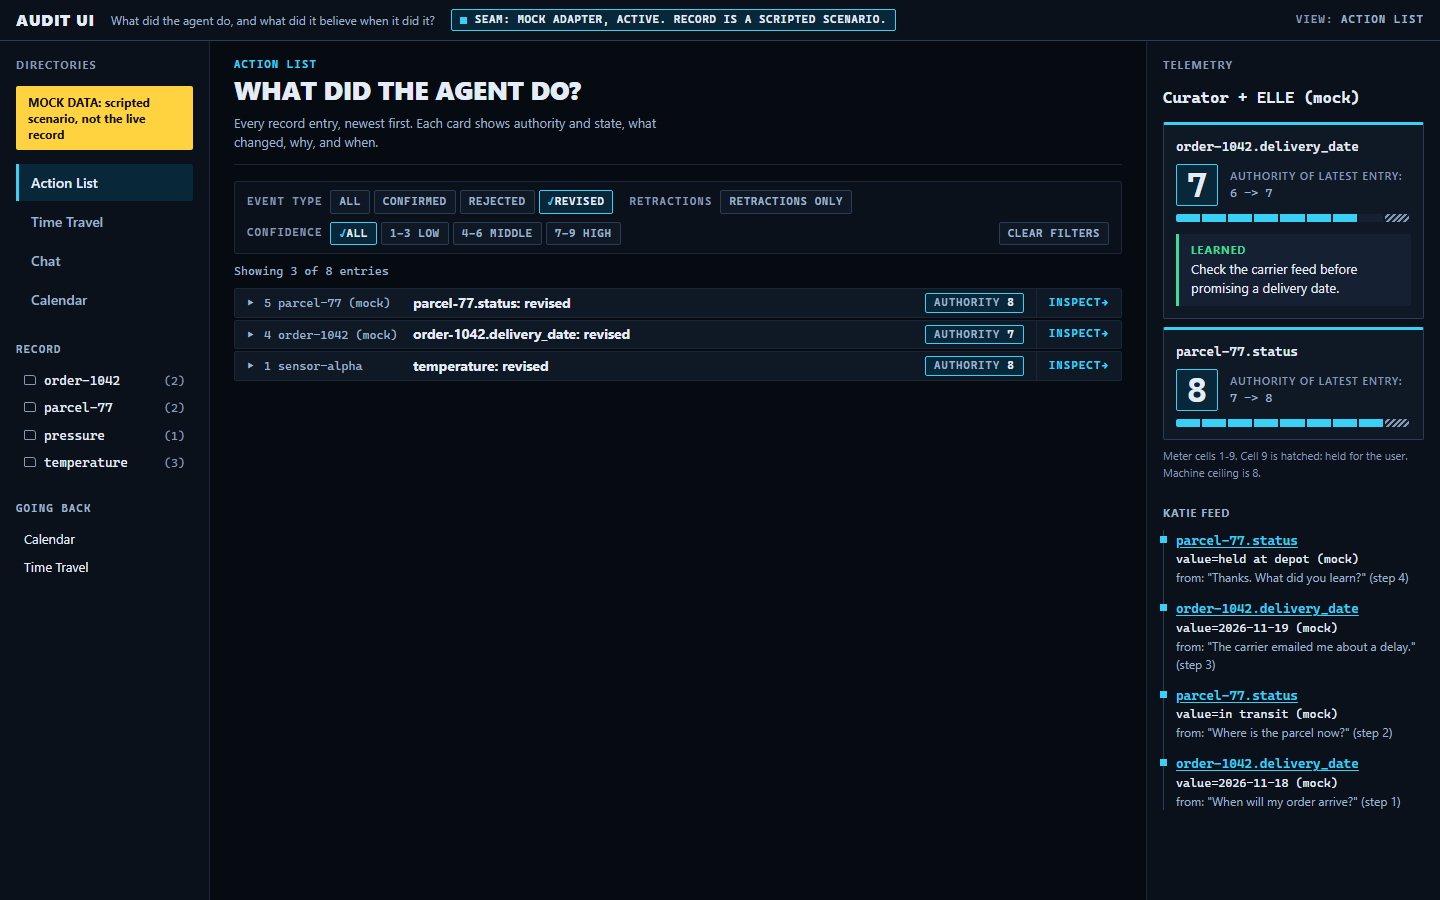 AUDIT UI
What did the agent do, and what did it believe when it did it?
SEAM: MOCK ADAPTER, ACTIVE. RECORD IS A SCRIPTED SCENARIO.
VIEW: ACTION LIST
DIRECTORIES
MOCK DATA: scripted
scenario, not the live
record
Action List
Time Travel
Chat
Calendar
RECORD
order-1042 (2)
parcel-77 (2)
pressure (1)
temperature (3)
GOING BACK
Calendar
Time Travel
ACTION LIST
WHAT DID THE AGENT DO?
Every record entry, newest first. Each card shows authority and state, what
changed, why, and when.
EVENT TYPE ALL CONFIRMED REJECTED ✓REVISED RETRACTIONS RETRACTIONS ONLY
CONFIDENCE ✓ALL 1-3 LOW 4-6 MIDDLE 7-9 HIGH CLEAR FILTERS
Showing 3 of 8 entries
▸ 5 parcel-77 (mock) parcel-77.status: revised AUTHORITY 8 INSPECT→
▸ 4 order-1042 (mock) order-1042.delivery_date: revised AUTHORITY 7 INSPECT→
▸ 1 sensor-alpha temperature: revised AUTHORITY 8 INSPECT→
TELEMETRY
Curator + ELLE (mock)
order-1042.delivery_date
7
AUTHORITY OF LATEST ENTRY:
6 -> 7
LEARNED
Check the carrier feed before
promising a delivery date.
parcel-77.status
8
AUTHORITY OF LATEST ENTRY:
7 -> 8
Meter cells 1-9. Cell 9 is hatched: held for the user.
Machine ceiling is 8.
KATIE FEED
parcel-77.status
value=held at depot (mock)
from: "Thanks. What did you learn?" (step 4)
order-1042.delivery_date
value=2026-11-19 (mock)
from: "The carrier emailed me about a delay."
(step 3)
parcel-77.status
value=in transit (mock)
from: "Where is the parcel now?" (step 2)
order-1042.delivery_date
value=2026-11-18 (mock)
from: "When will my order arrive?" (step 1)